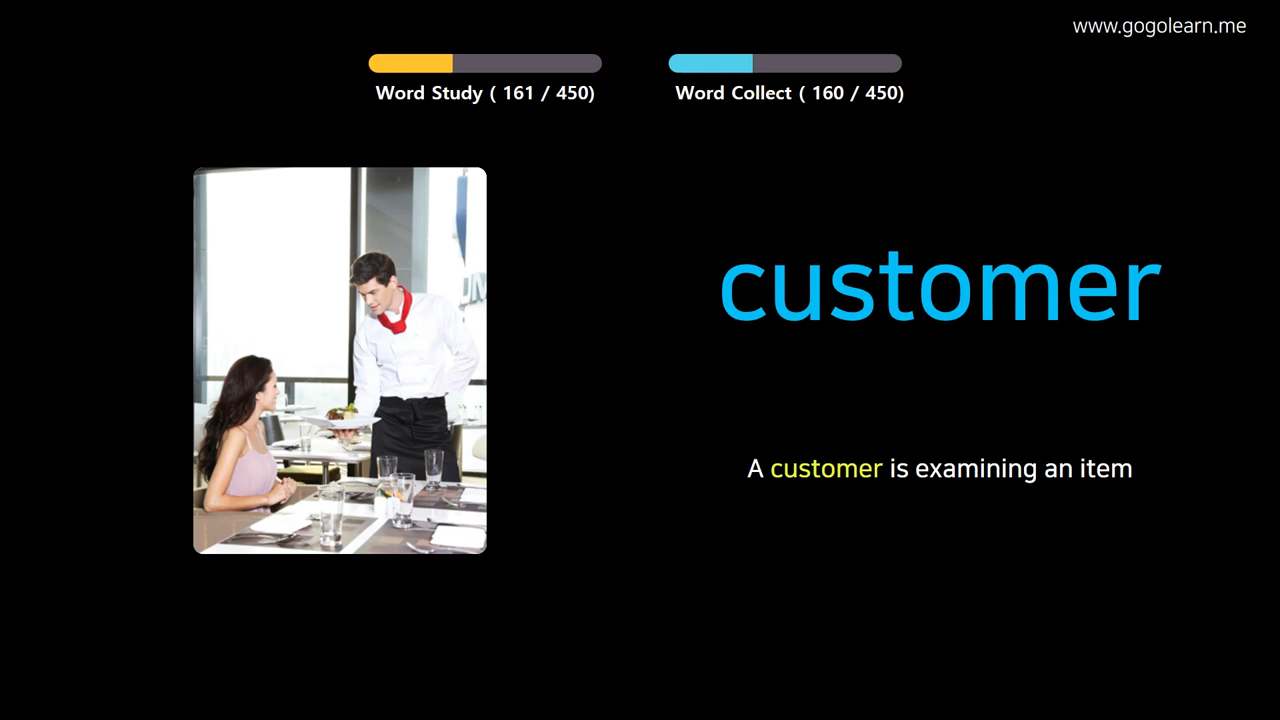 www.gogolearn.me
Word Study ( 161 / 450)
Word Collect ( 160 / 450)
customer
A customer is examining an item